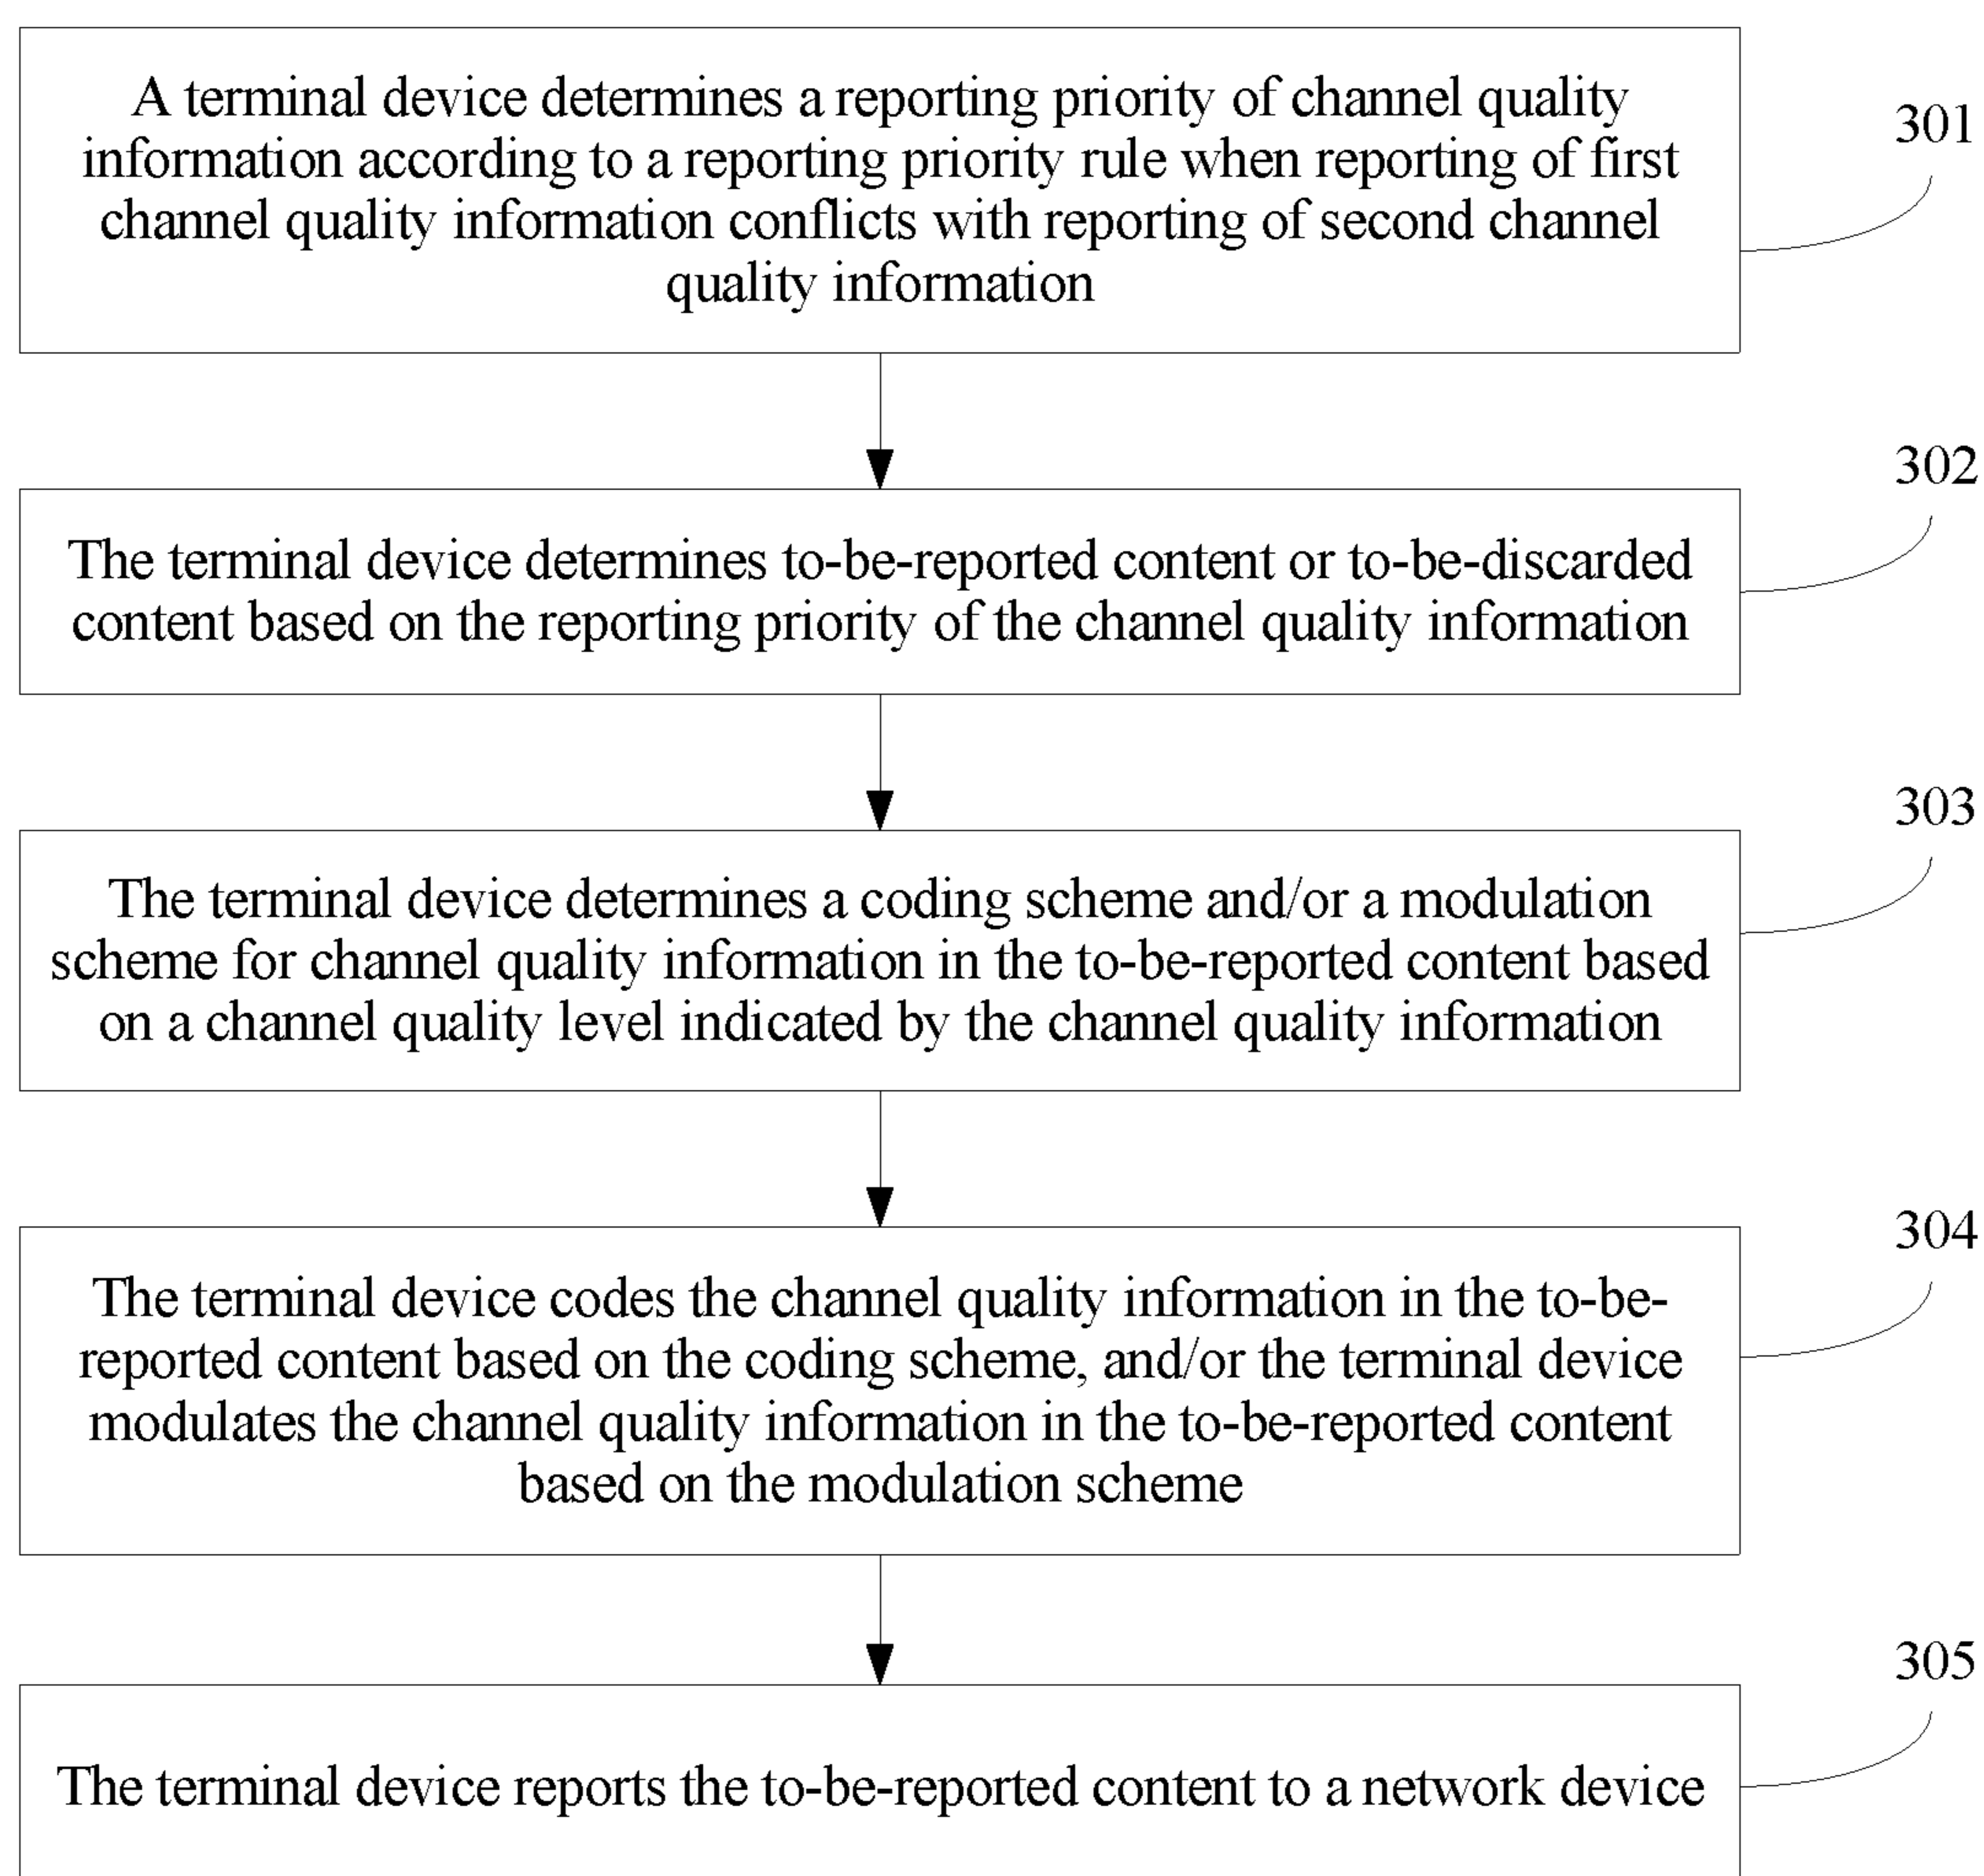 A terminal device determines a reporting priority of channel quality
information according to a reporting priority rule when reporting of first
channel quality information conflicts with reporting of second channel
quality information
301
The terminal device determines to-be-reported content or to-be-discarded
content based on the reporting priority of the channel quality information
302
The terminal device determines a coding scheme and/or a modulation
scheme for channel quality information in the to-be-reported content based
on a channel quality level indicated by the channel quality information
303
The terminal device codes the channel quality information in the to-be-
reported content based on the coding scheme, and/or the terminal device
modulates the channel quality information in the to-be-reported content
based on the modulation scheme
304
The terminal device reports the to-be-reported content to a network device
305